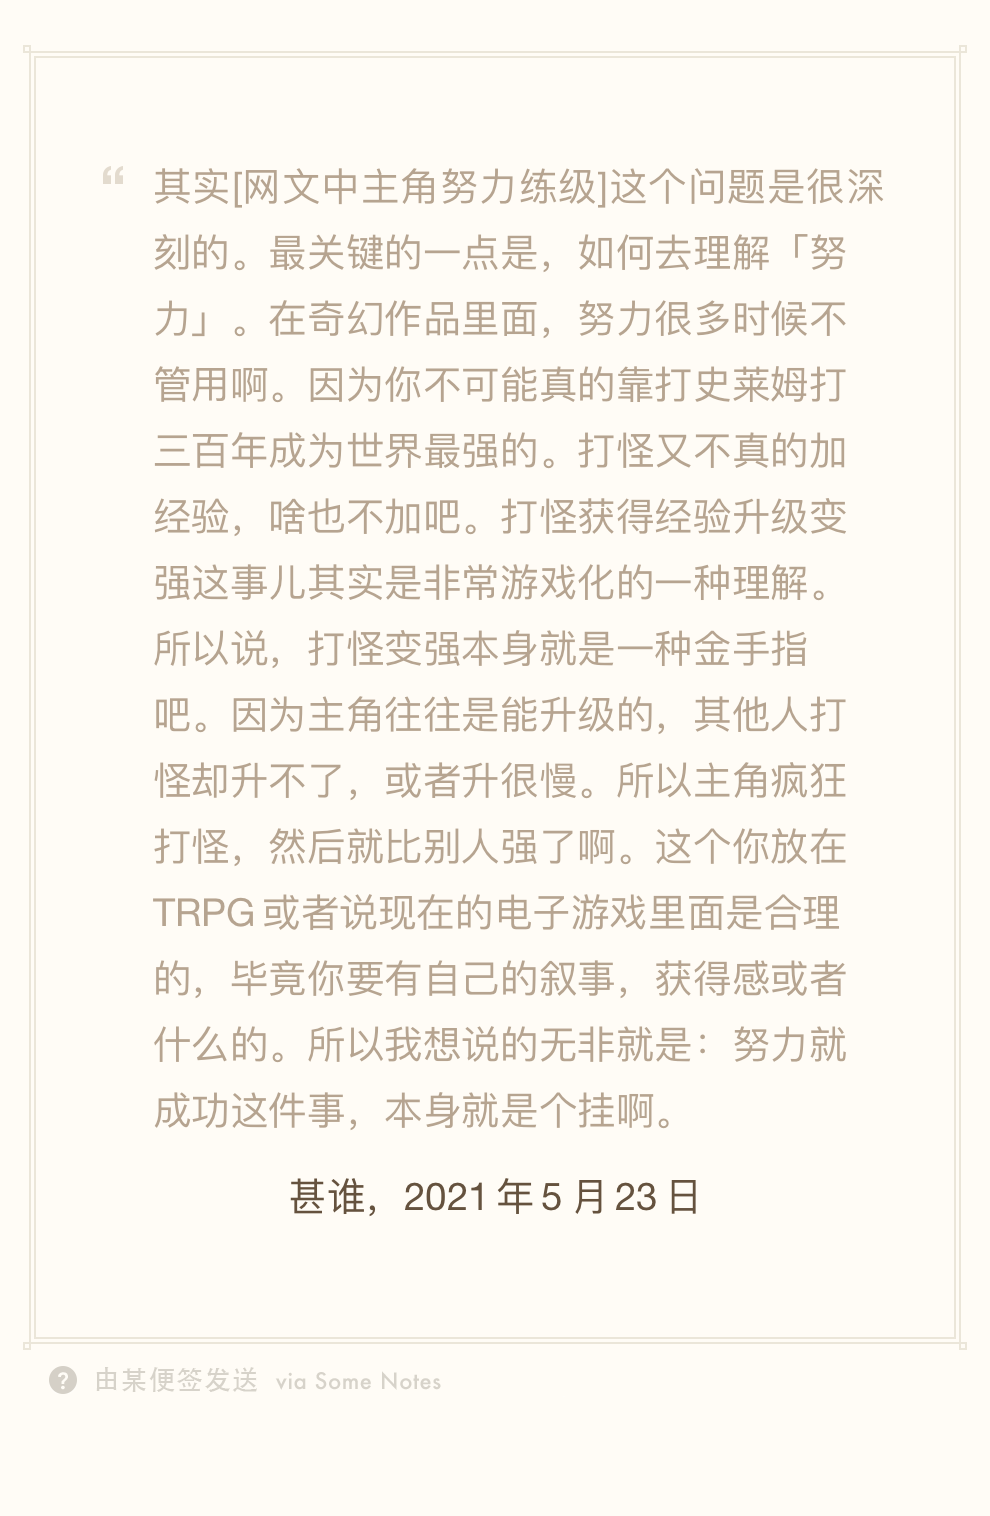 “ 其实[网文中主角努力练级]这个问题是很深
刻的。最关键的一点是，如何去理解「努
力」。在奇幻作品里面，努力很多时候不
管用啊。因为你不可能真的靠打史莱姆打
三百年成为世界最强的。打怪又不真的加
经验，啥也不加吧。打怪获得经验升级变
强这事儿其实是非常游戏化的一种理解。
所以说，打怪变强本身就是一种金手指
吧。因为主角往往是能升级的，其他人打
怪却升不了，或者升很慢。所以主角疯狂
打怪，然后就比别人强了啊。这个你放在
TRPG 或者说现在的电子游戏里面是合理
的，毕竟你要有自己的叙事，获得感或者
什么的。所以我想说的无非就是：努力就
成功这件事，本身就是个挂啊。
甚谁，2021 年 5 月 23 日
? 由某便签发送 via Some Notes